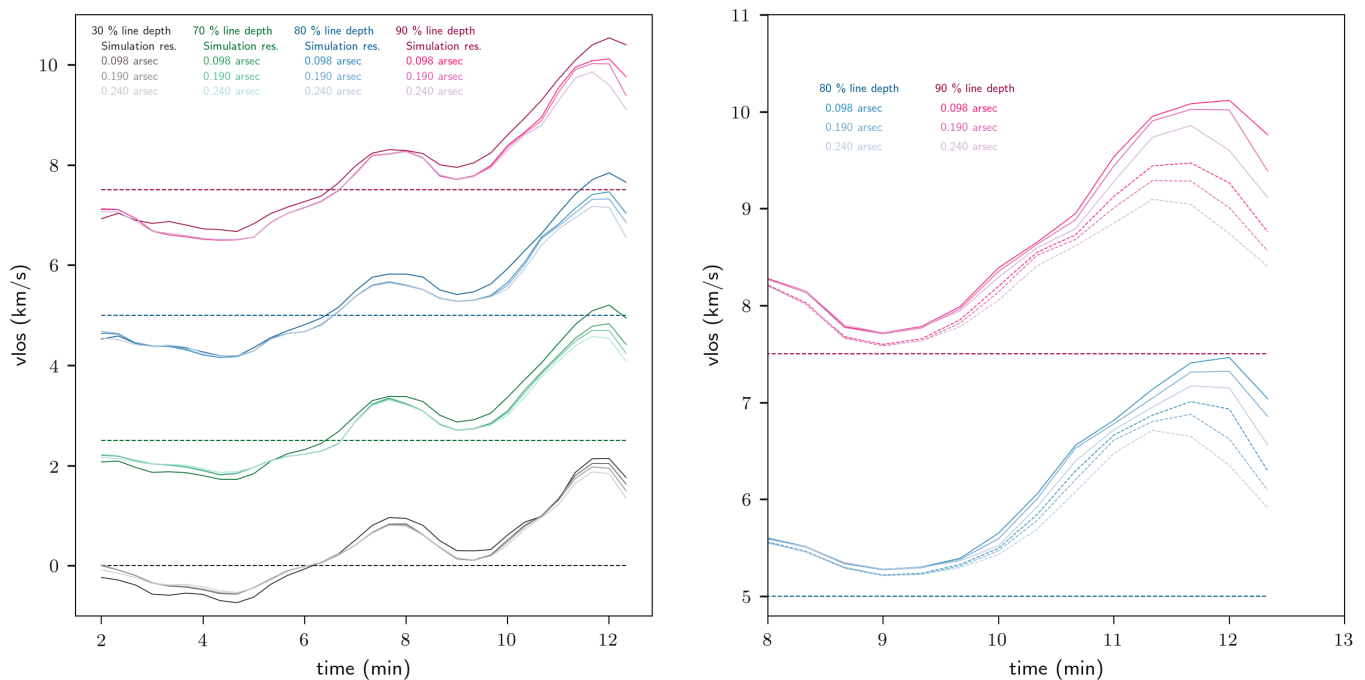 30 % line depth 70 % line depth 80 % line depth 90 % line depth
Simulation res. Simulation res. Simulation res. Simulation res.
0.098 arsec 0.098 arsec 0.098 arsec 0.098 arsec
0.190 arsec 0.190 arsec 0.190 arsec 0.190 arsec
0.240 arsec 0.240 arsec 0.240 arsec 0.240 arsec
10
8
6
4
2
0
vlos (km/s)
2 4 6 8 10 12
time (min)
80 % line depth 90 % line depth
0.098 arsec 0.098 arsec
0.190 arsec 0.190 arsec
0.240 arsec 0.240 arsec
11
10
9
8
7
6
5
vlos (km/s)
8 9 10 11 12 13
time (min)